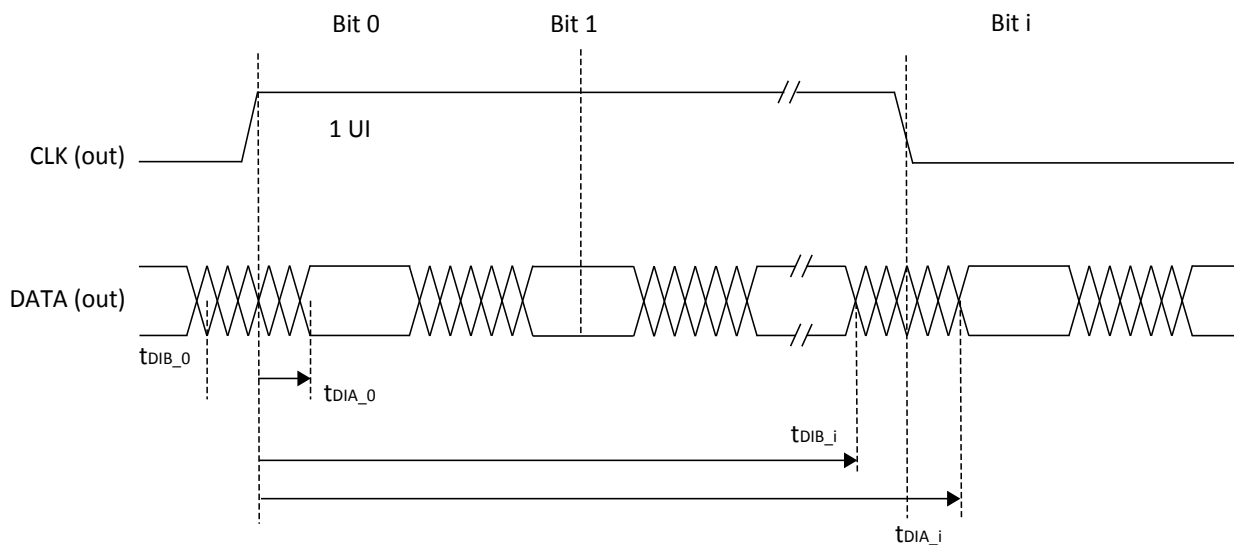 Bit 0
Bit 1
Bit i
1 UI
CLK (out)
DATA (out)
tDIB_0
tDIA_0
tDIB_i
tDIA_i